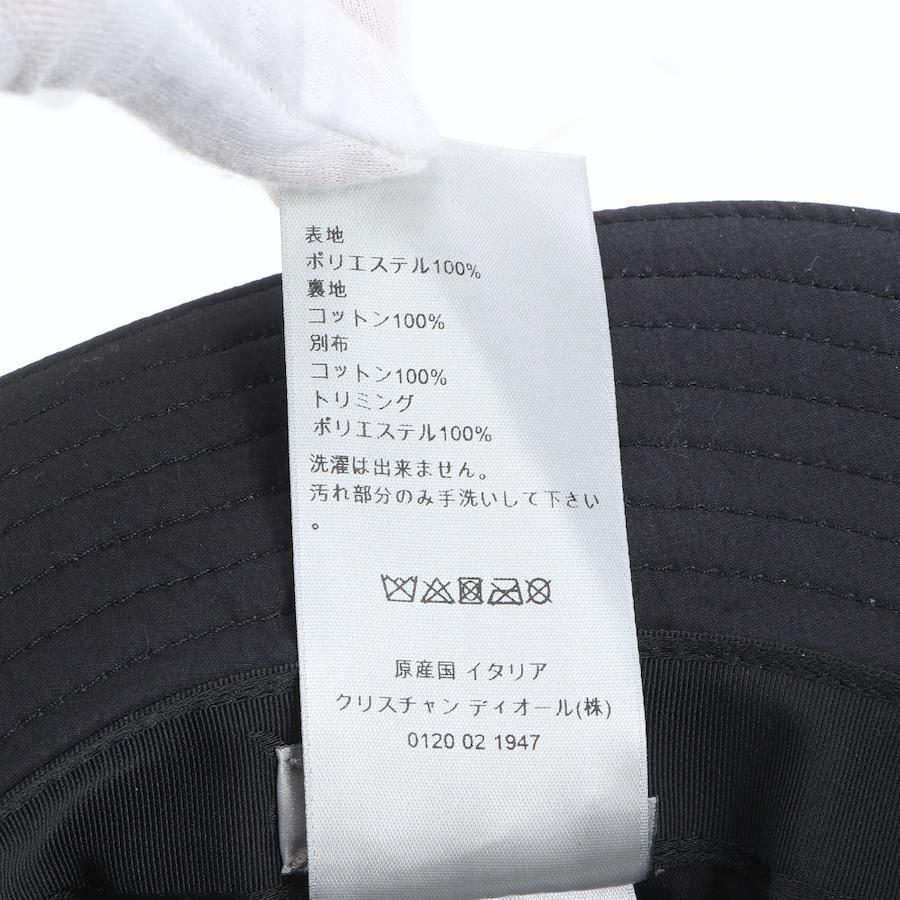 表地
ポリエステル100%
裏地
コットン100%
別布
コットン100%
トリミング
ポリエステル100%
洗濯は出来ません。
汚れ部分のみ手洗いして下さい
。
原産国 イタリア
クリスチャン ディオール(株)
0120 02 1947